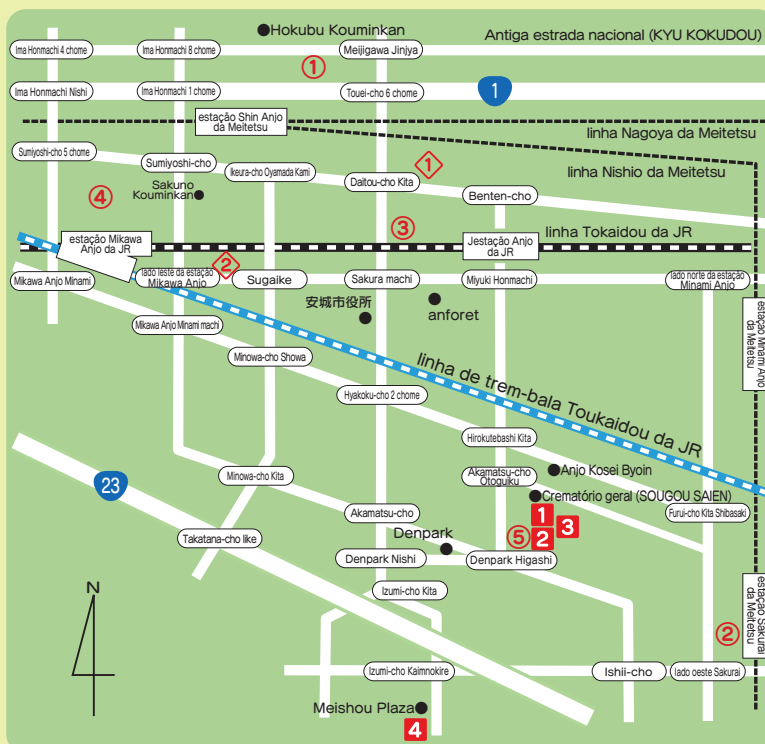 Hokubu Kouminkan
Antiga estrada nacional (KYU KOKUDOU)
Ima Honmachi 4 chome
Ima Honmachi 8 chome
Meijigawa Jinjya
①
Ima Honmachi Nishi
Ima Honmachi 1 chome
Touei-cho 6 chome
1
estação Shin Anjo
da Meitetsu
linha Nagoya da Meitetsu
Sumiyoshi-cho 5 chome
Sumiyoshi-cho
Ikeura-cho Oyamada Kami
1
linha Nishio da Meitetsu
Daitou-cho Kita
Sakuno
Kouminkan
④
Benten-cho
③
linha Tokaidou da JR
estação Mikawa
Anjo da JR
Jestação Anjo
da JR
2
Mikawa Anjo Minami
lado leste da estação
Mikawa Anjo
Sugaike
Sakura machi
Miyuki Honmachi
lado norte da estação
Minami Anjo
安城市役所
anforet
Mikawa Anjo Minami machi
estação Minami Anjo
da Meitetsu
Minowa-cho Showa
linha de trem-bala Toukaidou da JR
Hyakoku-cho 2 chome
Hirokutebashi Kita
Anjo Kosei Byoin
Minowa-cho Kita
Akamatsu-cho
Otoguku
23
Crematório geral (SOUGOU SAIEN)
Akamatsu-cho
1
3
Furui-cho Kita Shibasaki
Takatana-cho Iike
Denpark
⑤
2
Denpark Nishi
Denpark Higashi
Izumi-cho Kita
N
estaçao Sakurai
da Meitetsu
②
Izumi-cho Kaimnokire
Ishii-cho
lado oeste Sakurai
Meishou Plaza
4